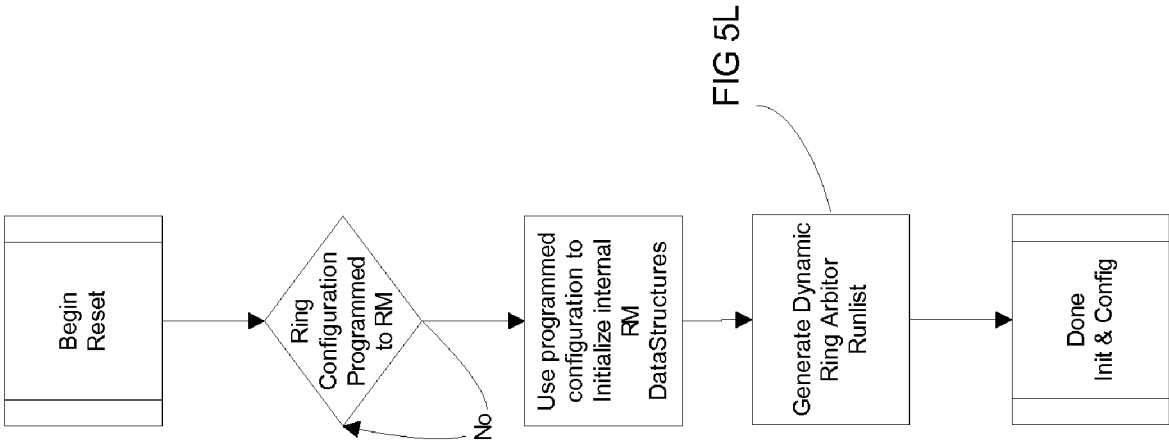 Begin
Reset
Ring
Configuration
Programmed
to RM
No
Use programmed
configuration to
Initialize internal
RM
DataStructures
Generate Dynamic
Ring Arbitor
Runlist
FIG 5L
Done
Init & Config